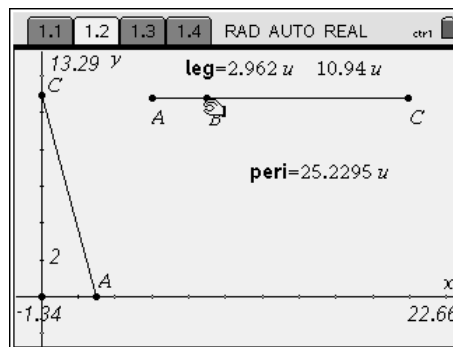 1.1 1.2 1.3 1.4 RAD AUTO REAL ctrl
13.29 y leg=2.962 u 10.94 u
C
A B C
peri=25.2295 u
2
A x
-1.34 22.66